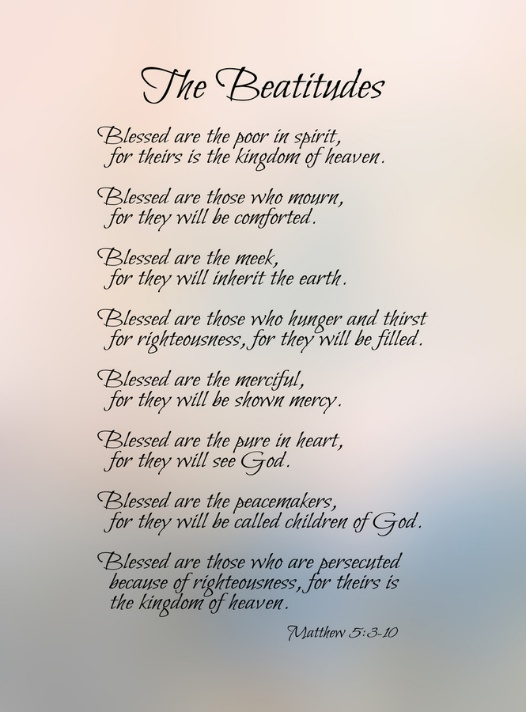 The Beatitudes
Blessed are the poor in spirit,
for theirs is the kingdom of heaven.
Blessed are those who mourn,
for they will be comforted.
Blessed are the meek,
for they will inherit the earth.
Blessed are those who hunger and thirst
for righteousness, for they will be filled.
Blessed are the merciful,
for they will be shown mercy.
Blessed are the pure in heart,
for they will see God.
Blessed are the peacemakers,
for they will be called children of God.
Blessed are those who are persecuted
because of righteousness, for theirs is
the kingdom of heaven.
Matthew 5:3-10